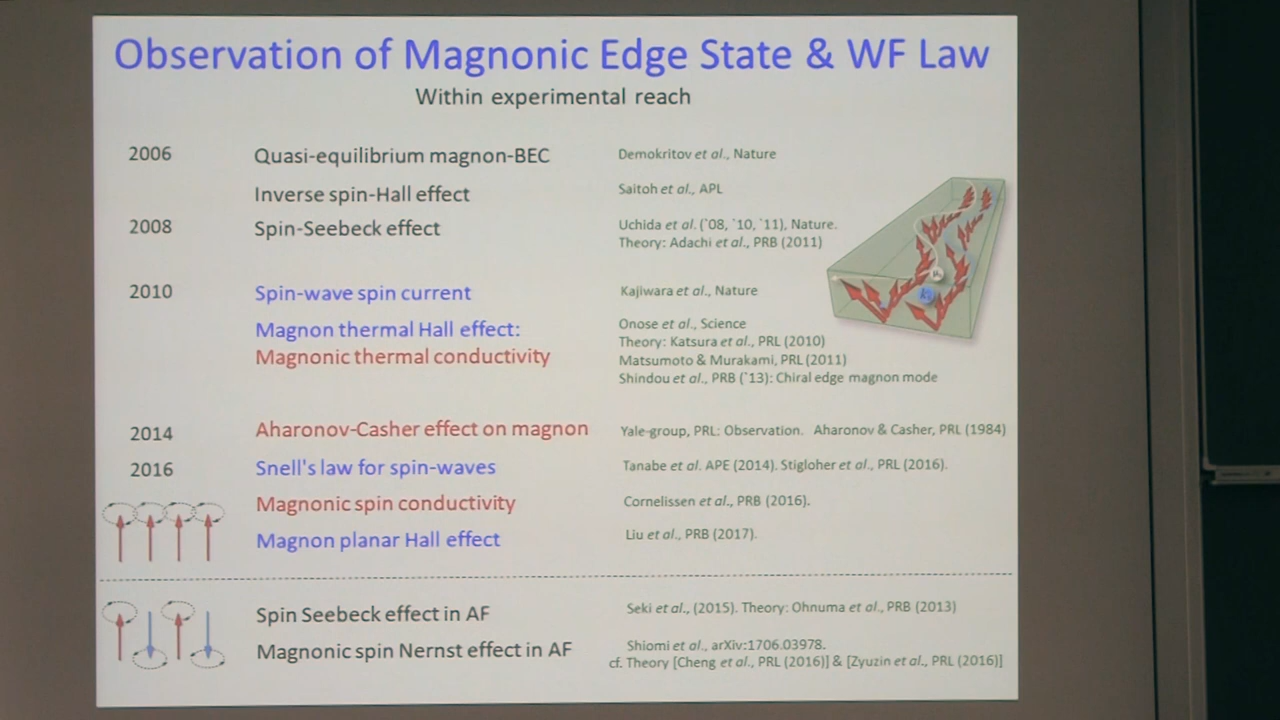 Observation of Magnonic Edge State & WF Law
Within experimental reach
2006 Quasi-equilibrium magnon-BEC Demokritov et al., Nature
Inverse spin-Hall effect Saitoh et al., APL
2008 Spin-Seebeck effect Uchida et al. (`08, `10, `11), Nature.
Theory: Adachi et al., PRB (2011)
2010 Spin-wave spin current Kajiwara et al., Nature
Magnon thermal Hall effect: Onose et al., Science
Theory: Katsura et al., PRL (2010)
Magnonic thermal conductivity Matsumoto & Murakami, PRL (2011)
Shindou et al., PRB (`13): Chiral edge magnon mode
2014 Aharonov-Casher effect on magnon Yale-group, PRL: Observation. Aharonov & Casher, PRL (1984)
2016 Snell's law for spin-waves Tanabe et al. APE (2014). Stigloher et al., PRL (2016).
Magnonic spin conductivity Cornelissen et al., PRB (2016).
Magnon planar Hall effect Liu et al., PRB (2017).
Spin Seebeck effect in AF Seki et al., (2015). Theory: Ohnuma et al., PRB (2013)
Magnonic spin Nernst effect in AF Shiomi et al., arXiv:1706.03978.
cf. Theory [Cheng et al., PRL (2016)] & [Zyuzin et al., PRL (2016)]